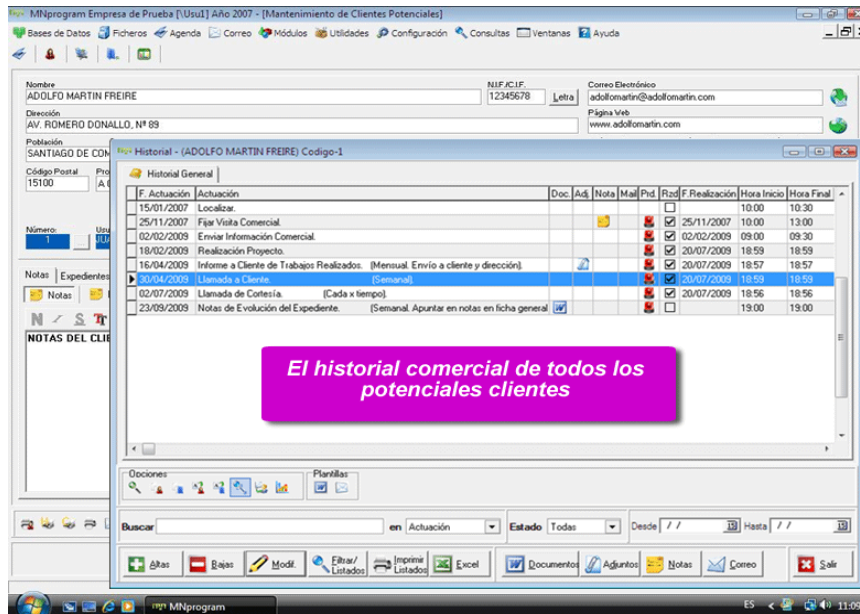 MNprogram Empresa de Prueba [\Usu1] Año 2007 - [Mantenimiento de Clientes Potenciales]
Bases de Datos Ficheros Agenda Correo Módulos Utilidades Configuración Consultas Ventanas Ayuda
Nombre N.I.F./C.I.F. Correo Electrónico
ADOLFO MARTIN FREIRE 12345678 Letra adolfomartin@adolfomartin.com
Dirección Página Web
AV. ROMERO DONALLO, Nº 89 www.adolfomartin.com
Población
SANTIAGO DE COM
Historial - (ADOLFO MARTIN FREIRE) Codigo-1
Código Postal Pro
15100 A
Historial General
F. Actuación Actuación Doc. Adj. Nota Mail Prd. Rzd F.Realización Hora Inicio Hora Final
15/01/2007 Localizar. 10:00 10:30
25/11/2007 Fijar Visita Comercial. 25/11/2007 10:00 13:00
02/02/2009 Enviar Información Comercial. 02/02/2009 09:00 09:30
18/02/2009 Realización Proyecto. 20/07/2009 18:59 18:59
16/04/2009 Informe a Cliente de Trabajos Realizados. (Mensual. Envío a cliente y dirección). 20/07/2009 18:57 18:57
30/04/2009 Llamada a Cliente. (Semanal). 20/07/2009 18:59 18:59
02/07/2009 Llamada de Cortesía. (Cada x tiempo). 20/07/2009 18:56 18:56
23/09/2009 Notas de Evolución del Expediente. (Semanal. Apuntar en notas en ficha general 19:00 19:00
Número: Usu
1 JUA
Notas Expedientes
Notas
N S Tr
NOTAS DEL CLIE
El historial comercial de todos los
potenciales clientes
Opciones Plantillas
Buscar en Actuación Estado Todas Desde / / 15 Hasta / / 15
Altas Bajas Modif. Filtrar/ Listados Imprimir Listados Excel Documentos Adjuntos Notas Correo Salir
MNprogram ES 11:09